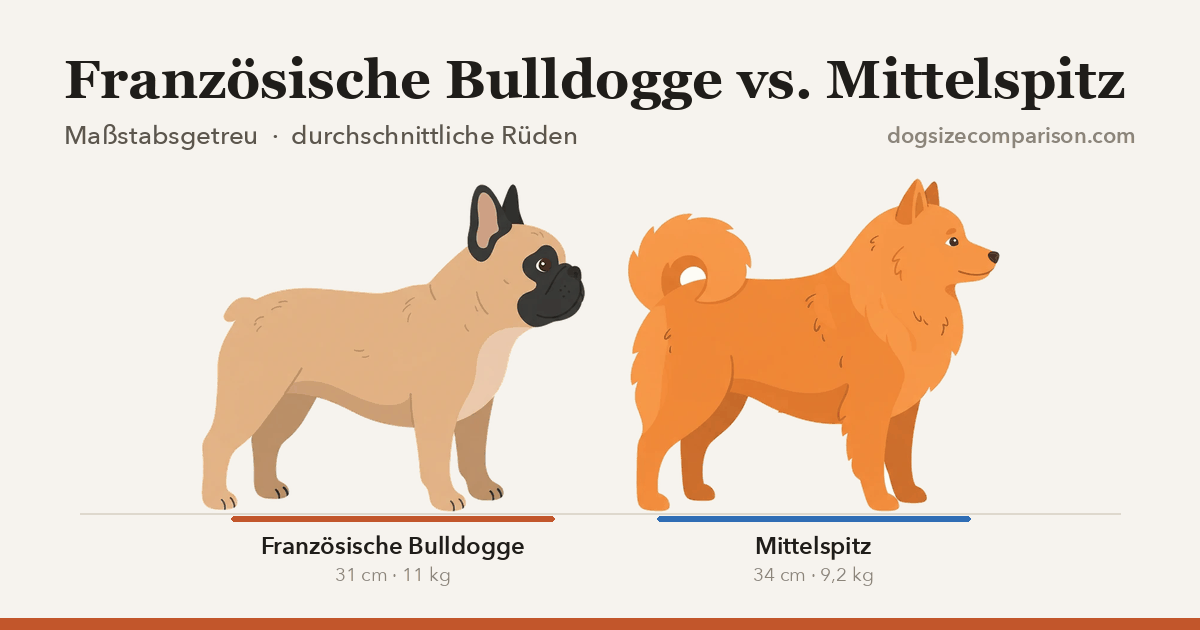 Französische Bulldogge vs. Mittelspitz
Maßstabsgetreu · durchschnittliche Rüden
dogsizecomparison.com
Französische Bulldogge
31 cm · 11 kg
Mittelspitz
34 cm · 9,2 kg